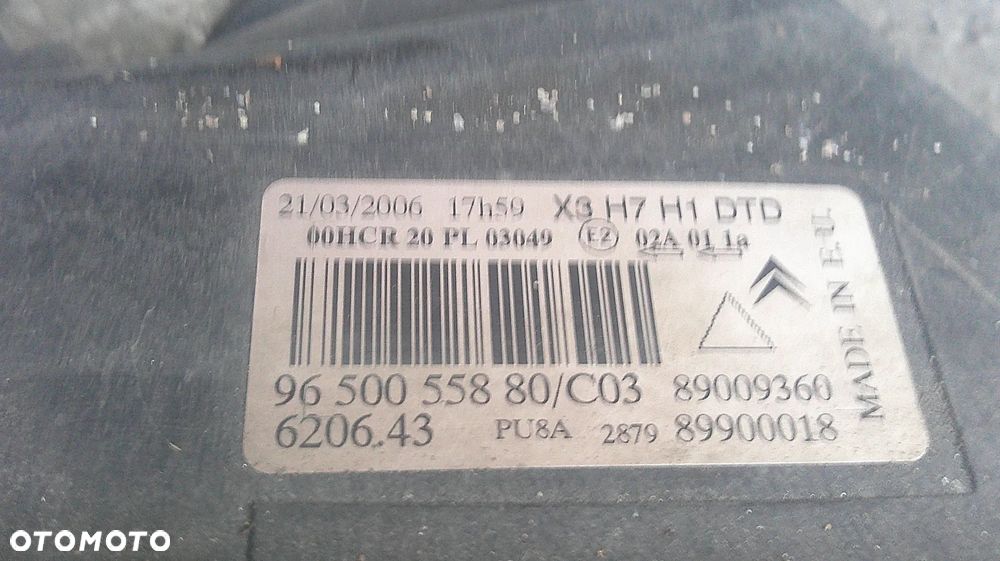 21/03/2006 17h59 X3 H7 H1 DTD
00HCR 20 PL 03049 E2 02A 01 1a
96 500 558 80/C03 89009360
6206.43 PU8A 2879 89900018
MADE IN E.U.
OTOMOTO